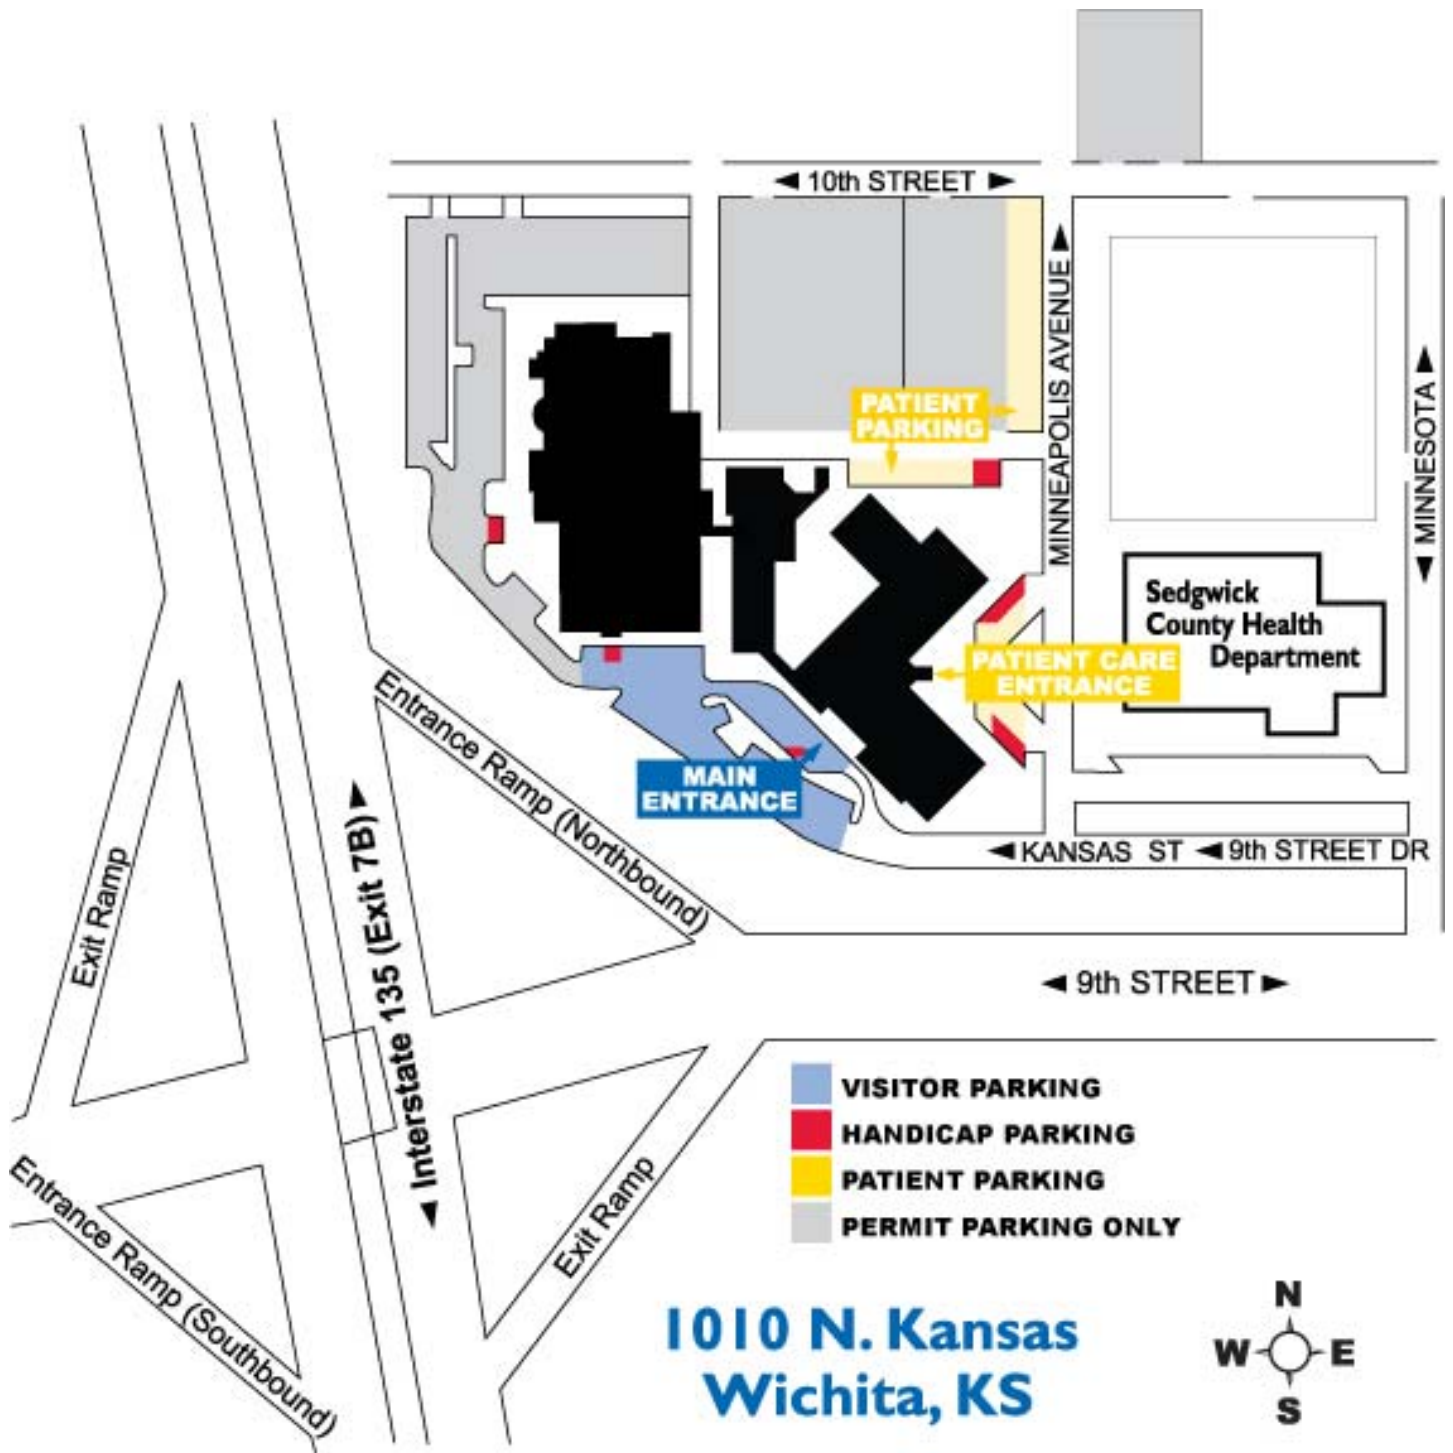 10th STREET
MINNEAPOLIS AVENUE
MINNESOTA
PATIENT
PARKING
Sedgwick
County Health
Department
PATIENT CARE
ENTRANCE
MAIN
ENTRANCE
Entrance Ramp (Northbound)
KANSAS ST
9th STREET DR
Exit Ramp
Interstate 135 (Exit 7B)
9th STREET
VISITOR PARKING
HANDICAP PARKING
PATIENT PARKING
PERMIT PARKING ONLY
Exit Ramp
Entrance Ramp (Southbound)
1010 N. Kansas
Wichita, KS
N
W E
S